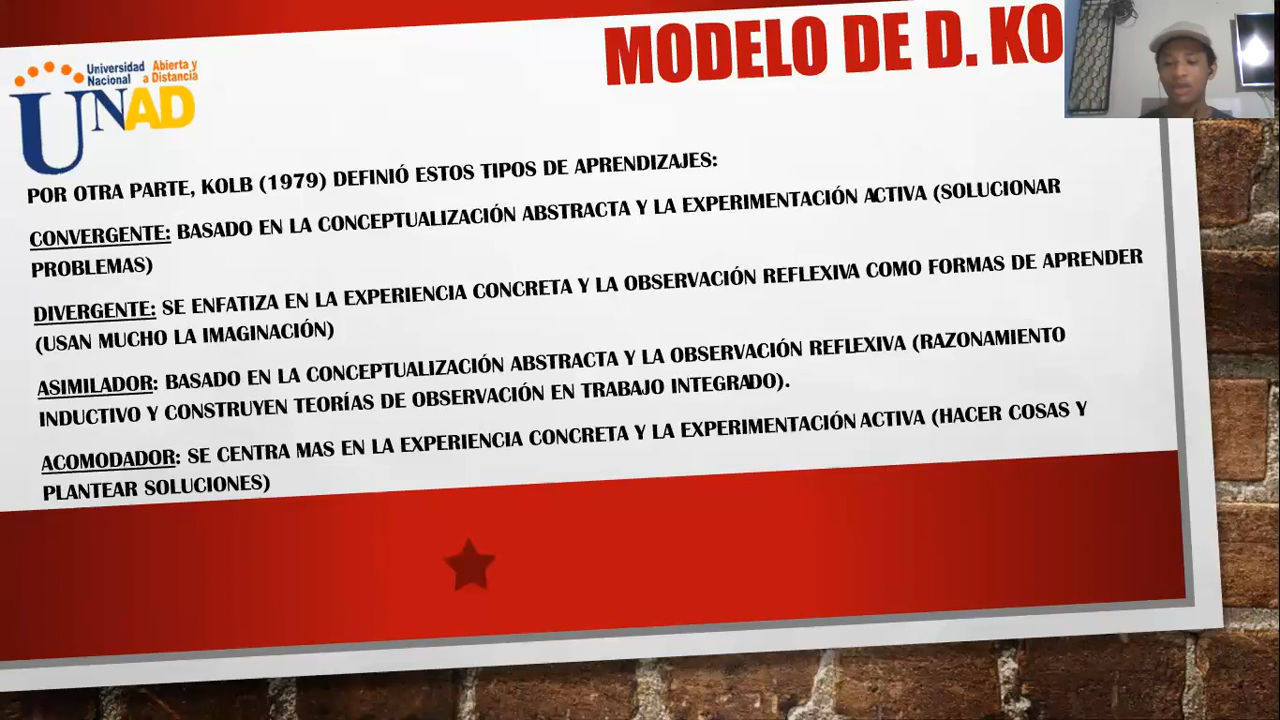 MODELO DE D. KO
Universidad Abierta y
Nacional a Distancia
UNAD
POR OTRA PARTE, KOLB (1979) DEFINIÓ ESTOS TIPOS DE APRENDIZAJES:
CONVERGENTE: BASADO EN LA CONCEPTUALIZACIÓN ABSTRACTA Y LA EXPERIMENTACIÓN ACTIVA (SOLUCIONAR
PROBLEMAS)
DIVERGENTE: SE ENFATIZA EN LA EXPERIENCIA CONCRETA Y LA OBSERVACIÓN REFLEXIVA COMO FORMAS DE APRENDER
(USAN MUCHO LA IMAGINACIÓN)
ASIMILADOR: BASADO EN LA CONCEPTUALIZACIÓN ABSTRACTA Y LA OBSERVACIÓN REFLEXIVA (RAZONAMIENTO
INDUCTIVO Y CONSTRUYEN TEORÍAS DE OBSERVACIÓN EN TRABAJO INTEGRADO).
ACOMODADOR: SE CENTRA MAS EN LA EXPERIENCIA CONCRETA Y LA EXPERIMENTACIÓN ACTIVA (HACER COSAS Y
PLANTEAR SOLUCIONES)